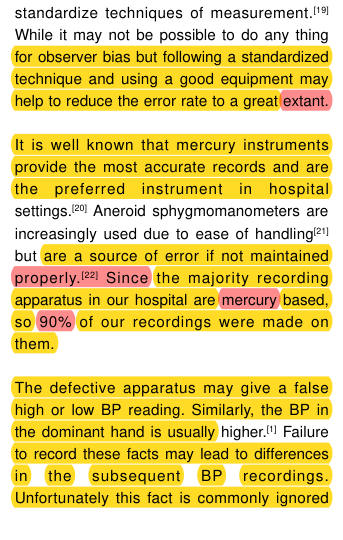 standardize techniques of measurement.[19]
While it may not be possible to do any thing
for observer bias but following a standardized
technique and using a good equipment may
help to reduce the error rate to a great extant.
It is well known that mercury instruments
provide the most accurate records and are
the preferred instrument in hospital
settings.[20] Aneroid sphygmomanometers are
increasingly used due to ease of handling[21]
but are a source of error if not maintained
properly.[22] Since the majority recording
apparatus in our hospital are mercury based,
so 90% of our recordings were made on
them.
The defective apparatus may give a false
high or low BP reading. Similarly, the BP in
the dominant hand is usually higher.[1] Failure
to record these facts may lead to differences
in the subsequent BP recordings.
Unfortunately this fact is commonly ignored